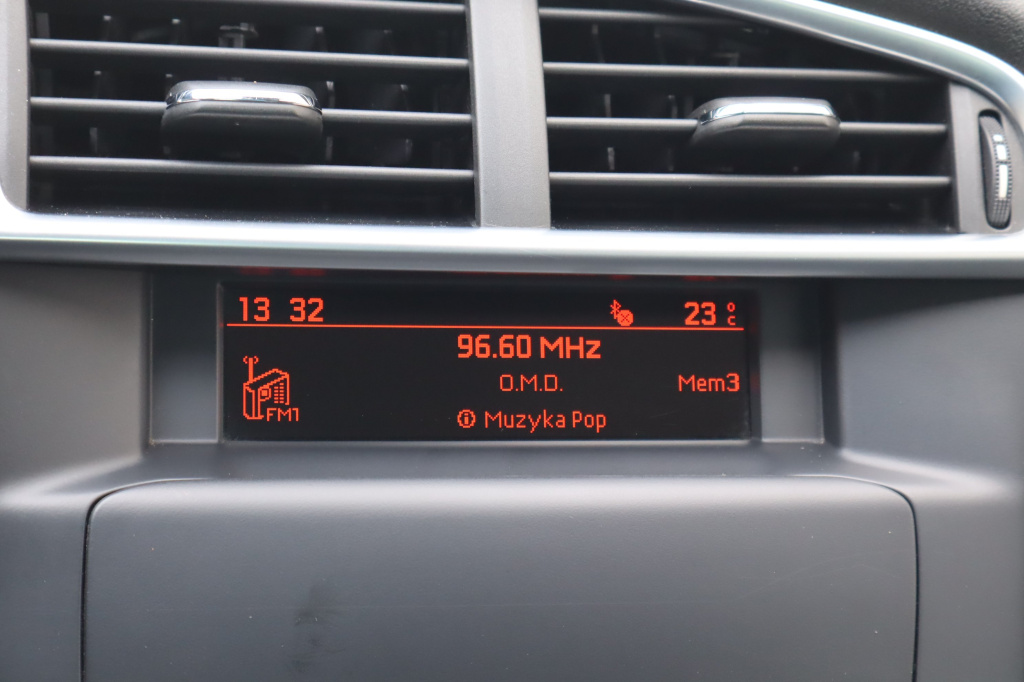 13 32 23 °C
96.60 MHz
O.M.D. Mem3
FM1 Muzyka Pop